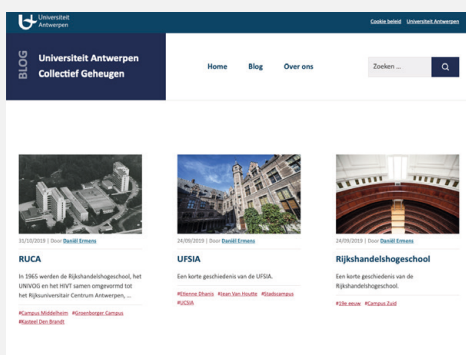 Universiteit
Antwerpen
Cookie beleid Universiteit Antwerpen
BLOG
Universiteit Antwerpen
Collectief Geheugen
Home Blog Over ons
Zoeken ...
31/10/2019 | Door Daniël Ermens
RUCA
In 1965 werden de Rijkshandelshogeschool, het
UNIVOG en het HIVT samen omgevormd tot
het Rijksuniversitair Centrum Antwerpen, ...
#Campus Middelheim #Groenborger Campus
#Kasteel Den Brandt
24/09/2019 | Door Daniël Ermens
UFSIA
Een korte geschiedenis van de UFSIA.
#Etienne Dhanis #Jean Van Houtte #Stadscampus
#UCSIA
24/09/2019 | Door Daniël Ermens
Rijkshandelshogeschool
Een korte geschiedenis van de
Rijkshandelshogeschool.
#19e eeuw #Campus Zuid